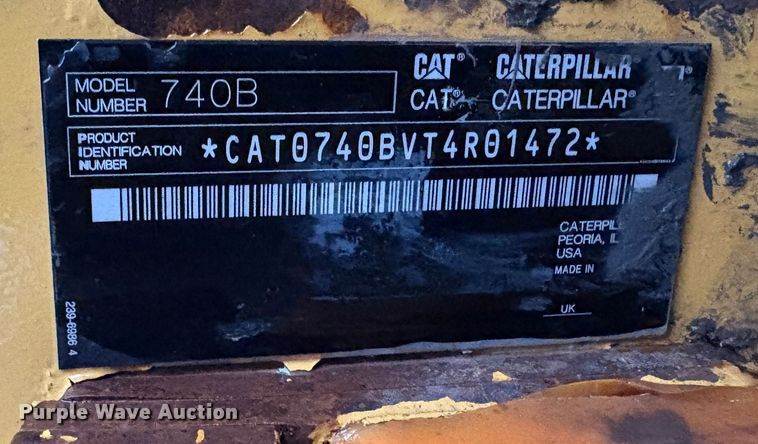 CAT® CATERPILLAR®
CAT® CATERPILLAR®
MODEL NUMBER 740B
PRODUCT IDENTIFICATION NUMBER *CAT0740BVT4R01472*
CATERPIL
PEORIA, IL
USA
MADE IN
UK
239-6986 4
Purple Wave Auction